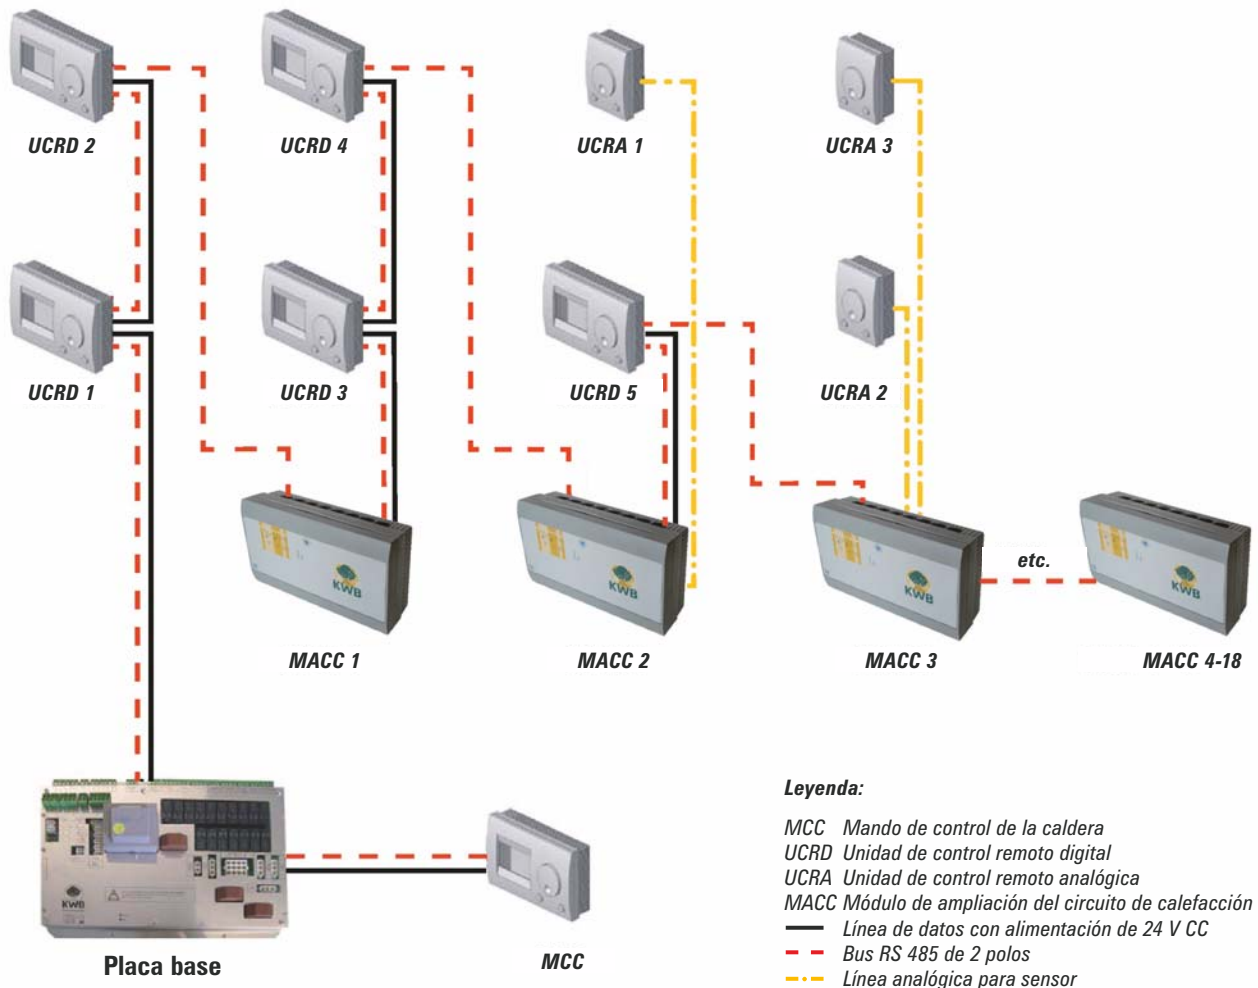 UCRD 2
UCRD 4
UCRA 1
UCRA 3
UCRD 1
UCRD 3
UCRD 5
UCRA 2
etc.
KWB
KWB
KWB
KWB
MACC 1
MACC 2
MACC 3
MACC 4-18
KWB
Placa base
MCC
Leyenda:
MCC Mando de control de la caldera
UCRD Unidad de control remoto digital
UCRA Unidad de control remoto analógica
MACC Módulo de ampliación del circuito de calefacción
Línea de datos con alimentación de 24 V CC
Bus RS 485 de 2 polos
Línea analógica para sensor